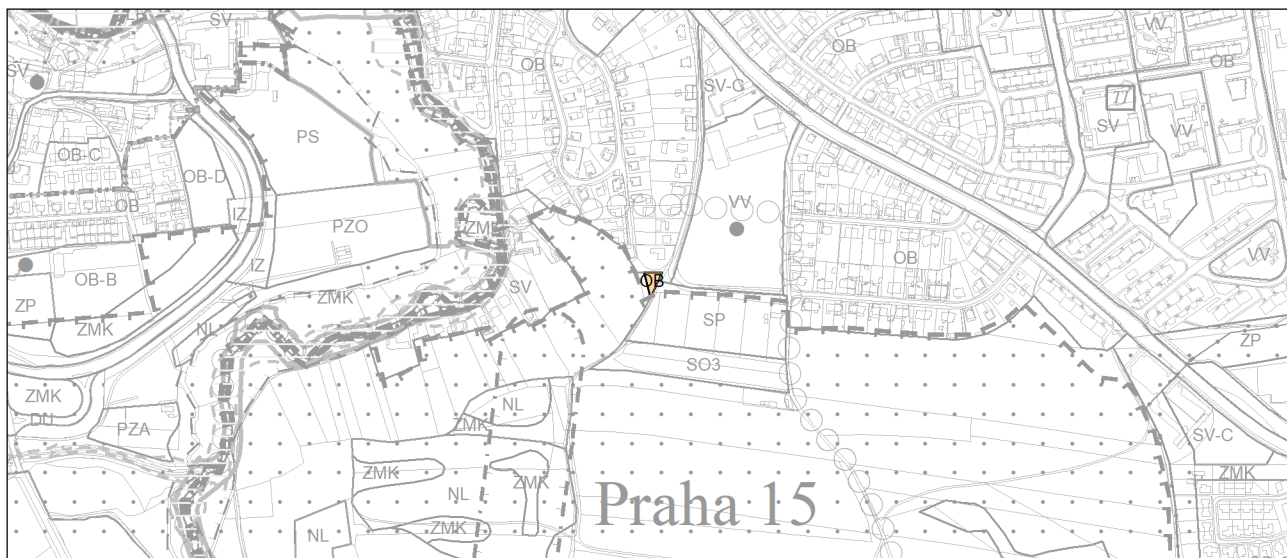 SV
SV
OB
OB
SV
VV
OB
SV-C
TT
SV
VV
PS
OB-C
OB-D
OB
IZ
PZO
ZMK
VV
OB
VV
OB-B
IZ
OB
ZP
ZMK
NL
ZMK
SV
SP
ZP
SO3
ZMK
DU
PZA
NL
ZMK
SV-C
ZMK
NL
ZMK
ZMK
Praha 15
ZMK
NL